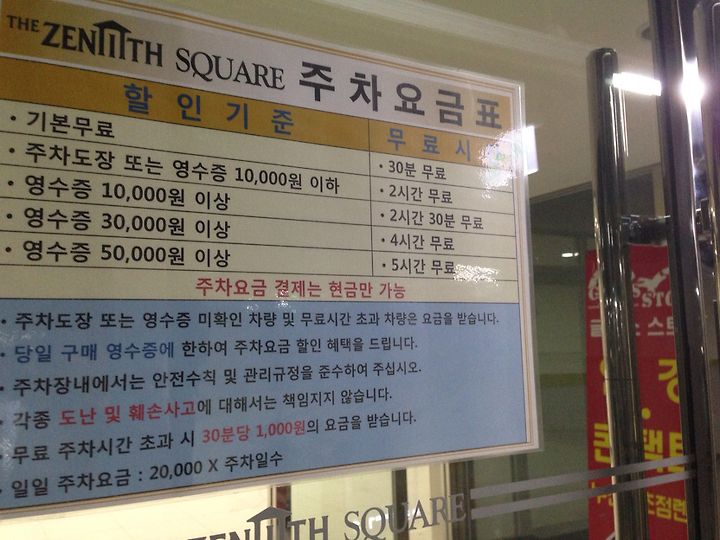 THE ZENITH SQUARE 주차요금표
할인기준 무료시
· 기본무료 · 30분 무료
· 주차도장 또는 영수증 10,000원 이하 · 2시간 무료
· 영수증 10,000원 이상 · 2시간 30분 무료
· 영수증 30,000원 이상 · 4시간 무료
· 영수증 50,000원 이상 · 5시간 무료
주차요금 결제는 현금만 가능
· 주차도장 또는 영수증 미확인 차량 및 무료시간 초과 차량은 요금을 받습니다.
· 당일 구매 영수증에 한하여 주차요금 할인 혜택을 드립니다.
· 주차장내에서는 안전수칙 및 관리규정을 준수하여 주십시오.
· 각종 도난 및 훼손사고에 대해서는 책임지지 않습니다.
· 무료 주차시간 초과 시 30분당 1,000원의 요금을 받습니다.
· 일일 주차요금 : 20,000 X 주차일수
ZENITH SQUARE